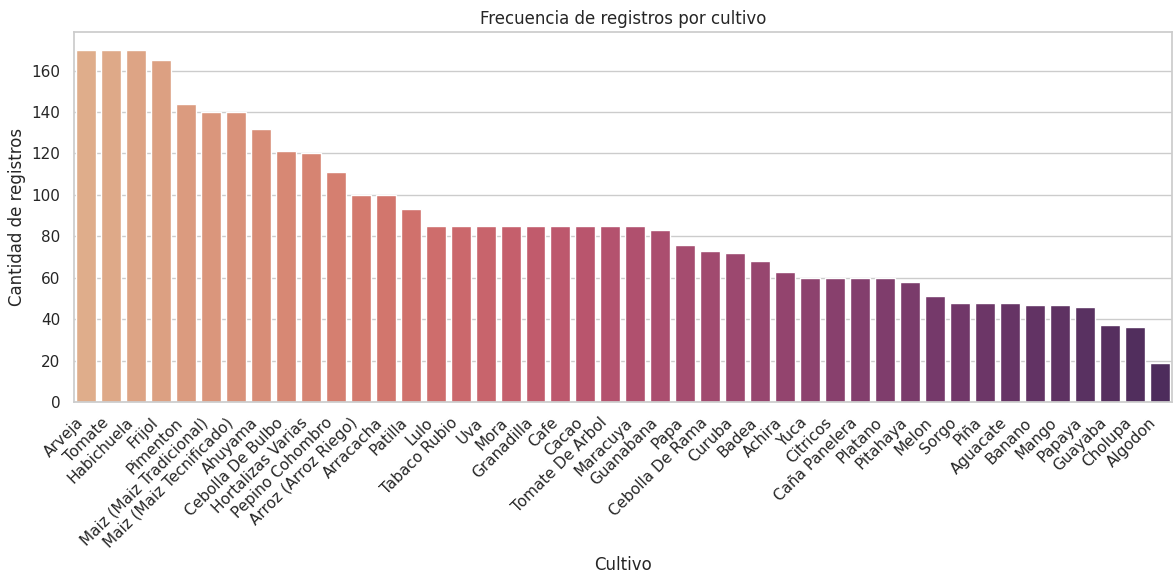 Frecuencia de registros por cultivo
Cantidad de registros
160
140
120
100
80
60
40
20
0
Arveja
Tomate
Habichuela
Frijol
Pimenton
Maiz (Maiz Tradicional)
Maiz (Maiz Tecnificado)
Ahuyama
Cebolla De Bulbo
Hortalizas Varias
Pepino Cohombro
Arroz (Arroz Riego)
Arracacha
Patilla
Lulo
Tabaco Rubio
Uva
Mora
Granadilla
Cafe
Cacao
Tomate De Arbol
Maracuya
Guanabana
Papa
Cebolla De Rama
Curuba
Badea
Achira
Yuca
Citricos
Caña Panelera
Platano
Pitahaya
Melon
Sorgo
Piña
Aguacate
Banano
Mango
Papaya
Guayaba
Cholupa
Algodon
Cultivo